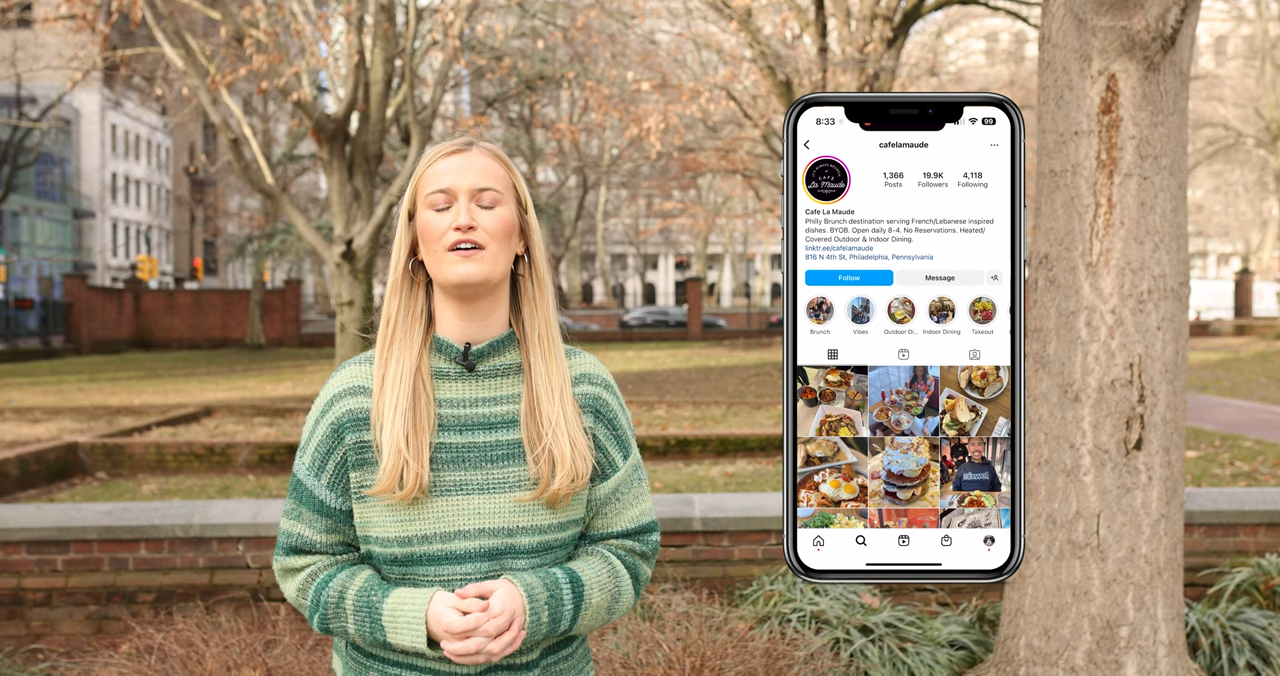 8:33
99
cafelamaude
CAFÉ
La Maude
1,366
19.9K
4,118
Posts
Followers
Following
Cafe La Maude
Philly Brunch destination serving French/Lebanese inspired
dishes. BYOB. Open daily 8-4. No Reservations. Heated/
Covered Outdoor & Indoor Dining.
linktr.ee/cafelamaude
816 N 4th St, Philadelphia, Pennsylvania
Follow
Message
Brunch
Vibes
Outdoor Di...
Indoor Dining
Takeout